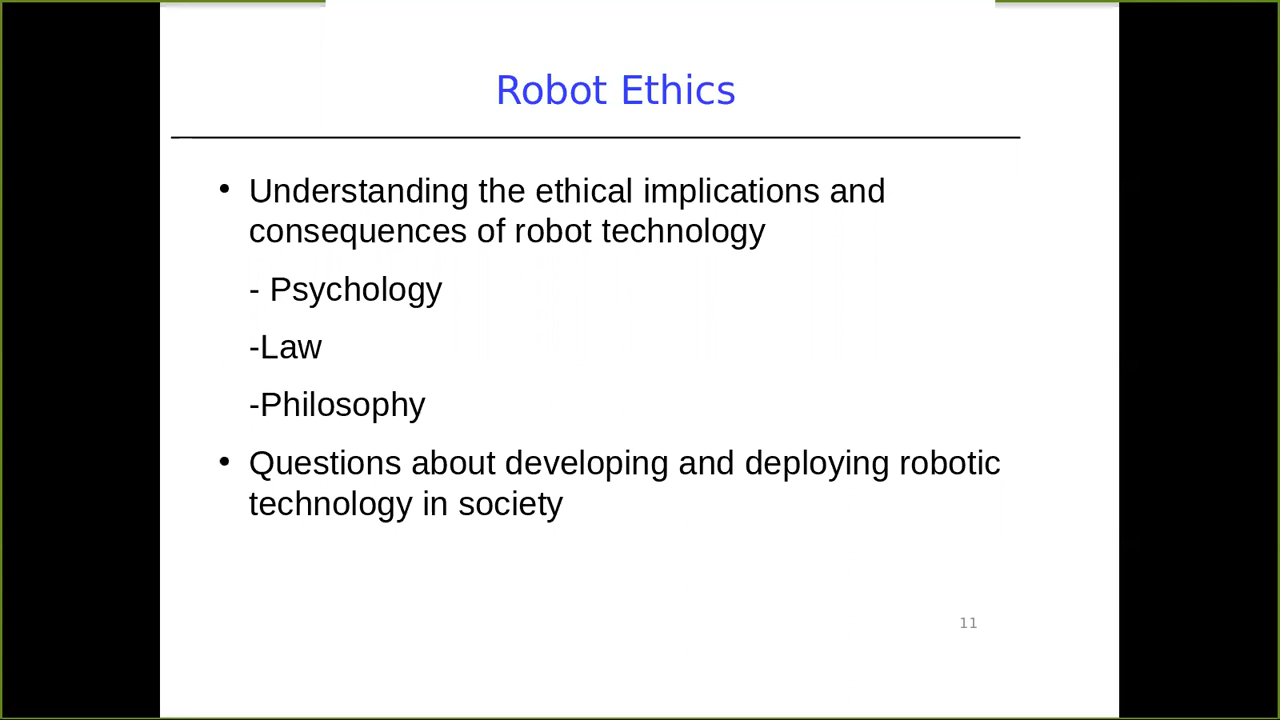 Robot Ethics
• Understanding the ethical implications and
consequences of robot technology
- Psychology
-Law
-Philosophy
• Questions about developing and deploying robotic
technology in society
11